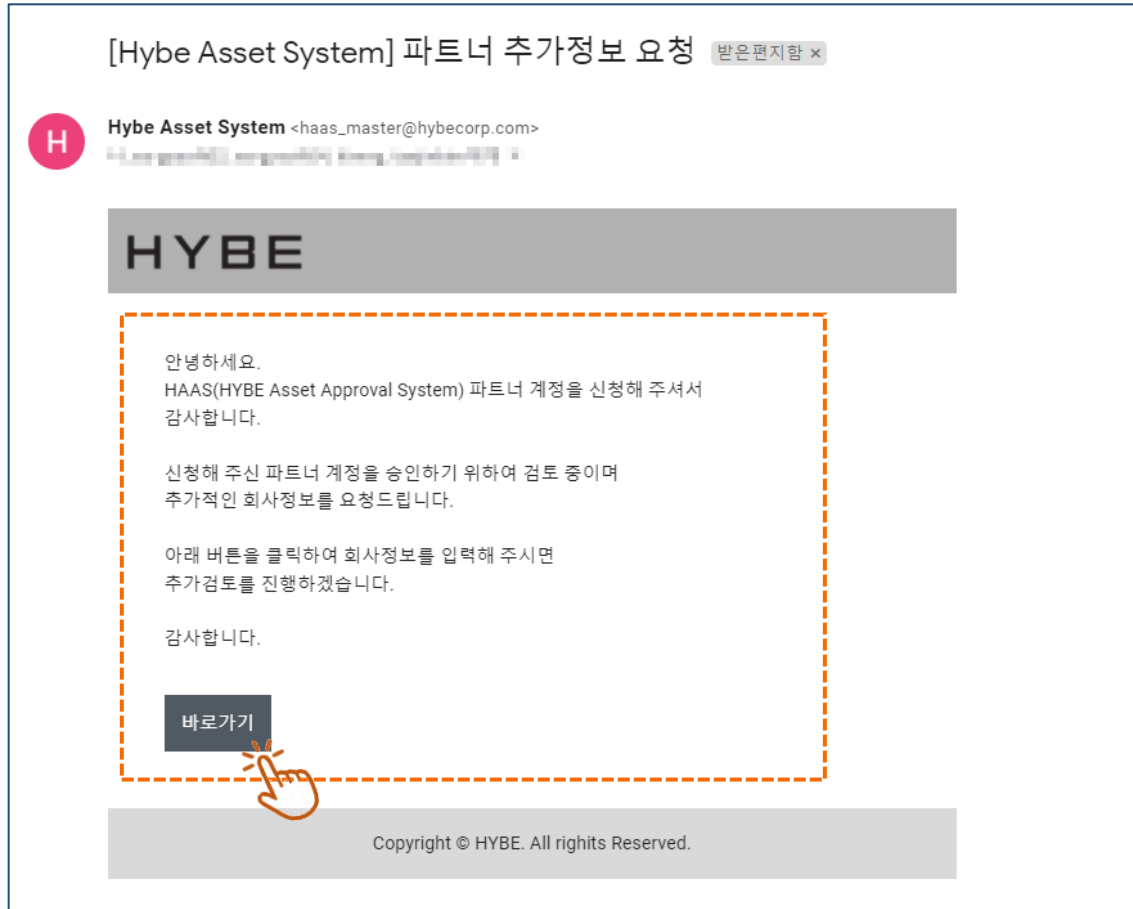 [Hybe Asset System] 파트너 추가정보 요청 받은편지함 ×
H
Hybe Asset System <haas_master@hybecorp.com>
HYBE
안녕하세요.
HAAS(HYBE Asset Approval System) 파트너 계정을 신청해 주셔서
감사합니다.
신청해 주신 파트너 계정을 승인하기 위하여 검토 중이며
추가적인 회사정보를 요청드립니다.
아래 버튼을 클릭하여 회사정보를 입력해 주시면
추가검토를 진행하겠습니다.
감사합니다.
바로가기
Copyright © HYBE. All righits Reserved.